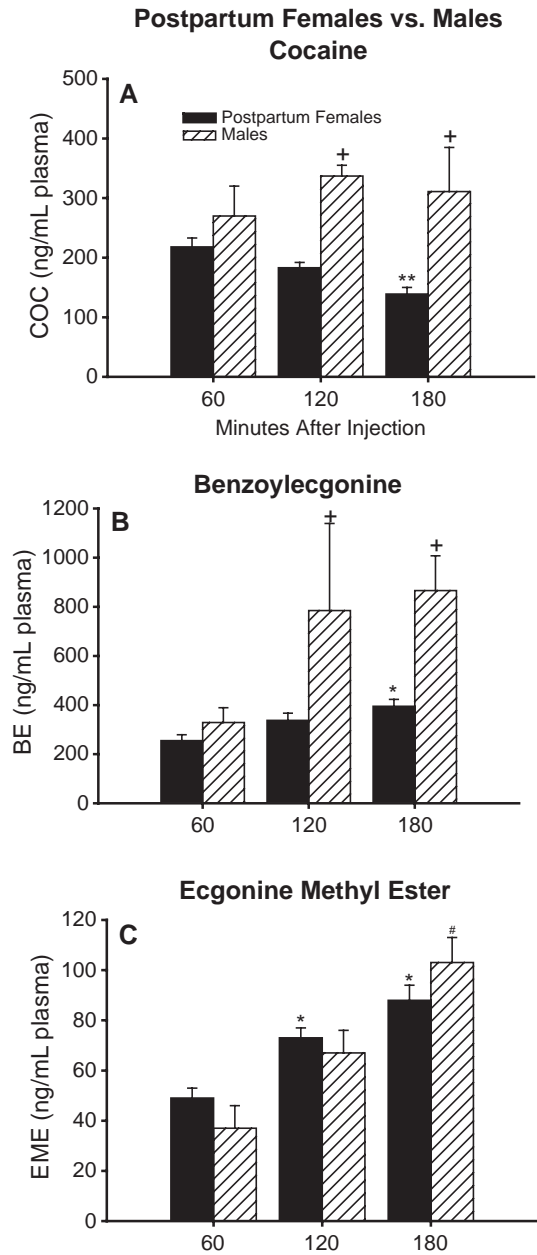 Postpartum Females vs. Males
Cocaine
A
Postpartum Females
Males
500
400
300
200
100
0
COC (ng/mL plasma)
+
+
**
60 120 180
Minutes After Injection
Benzoylecgonine
B
1200
1000
800
600
400
200
0
BE (ng/mL plasma)
+
+
*
60 120 180
Ecgonine Methyl Ester
C
120
100
80
60
40
20
0
EME (ng/mL plasma)
*
*
#
60 120 180